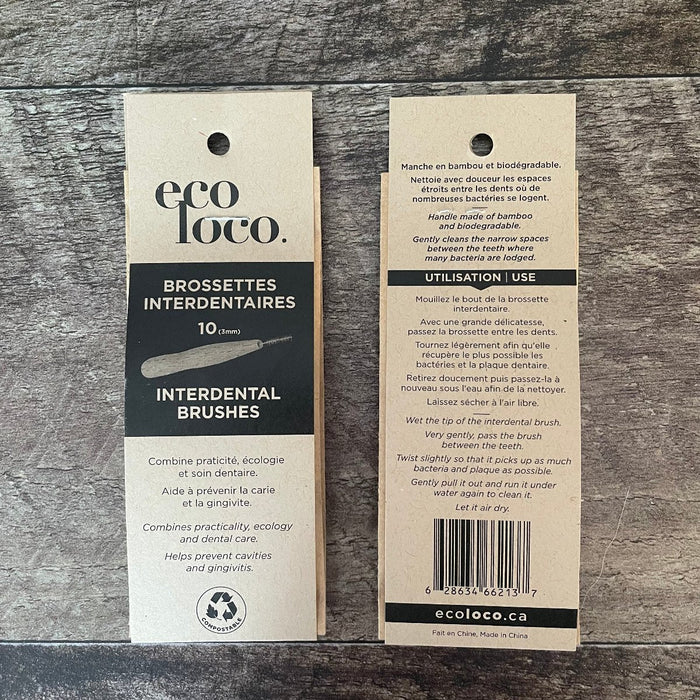 eco
loco.
BROSSETTES
INTERDENTAIRES
10 (3mm)
INTERDENTAL
BRUSHES
Combine praticité, écologie
et soin dentaire.
Aide à prévenir la carie
et la gingivite.
Combines practicality, ecology
and dental care.
Helps prevent cavities
and gingivitis.
COMPOSTABLE
Manche en bambou et biodégradable.
Nettoie avec douceur les espaces
étroits entre les dents où de
nombreuses bactéries se logent.
Handle made of bamboo
and biodegradable.
Gently cleans the narrow spaces
between the teeth where
many bacteria are lodged.
UTILISATION | USE
Mouillez le bout de la brossette
interdentaire.
Avec une grande délicatesse,
passez la brossette entre les dents.
Tournez légèrement afin qu'elle
récupère le plus possible les
bactéries et la plaque dentaire.
Retirez doucement puis passez-la à
nouveau sous l'eau afin de la nettoyer.
Laissez sécher à l'air libre.
Wet the tip of the interdental brush.
Very gently, pass the brush
between the teeth.
Twist slightly so that it picks up as much
bacteria and plaque as possible.
Gently pull it out and run it under
water again to clean it.
Let it air dry.
6 28634 66213 7
ecoloco.ca
Fait en Chine, Made in China